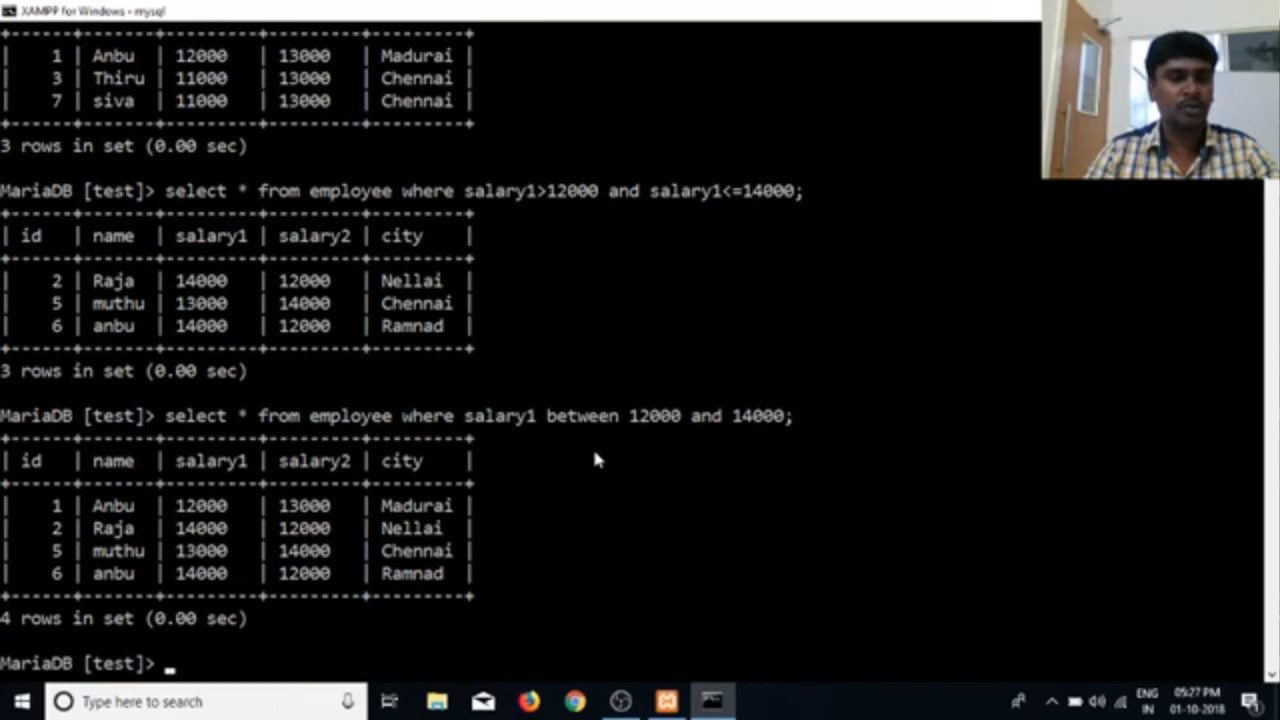 XAMPP for Windows - mysql
+------+-------+---------+---------+---------+
|    1 | Anbu  | 12000   | 13000   | Madurai |
|    3 | Thiru | 11000   | 13000   | Chennai |
|    7 | siva  | 11000   | 13000   | Chennai |
+------+-------+---------+---------+---------+
3 rows in set (0.00 sec)
MariaDB [test]> select * from employee where salary1>12000 and salary1<=14000;
+------+-------+---------+---------+---------+
| id   | name  | salary1 | salary2 | city    |
+------+-------+---------+---------+---------+
|    2 | Raja  | 14000   | 12000   | Nellai  |
|    5 | muthu | 13000   | 14000   | Chennai |
|    6 | anbu  | 14000   | 12000   | Ramnad  |
+------+-------+---------+---------+---------+
3 rows in set (0.00 sec)
MariaDB [test]> select * from employee where salary1 between 12000 and 14000;
+------+-------+---------+---------+---------+
| id   | name  | salary1 | salary2 | city    |
+------+-------+---------+---------+---------+
|    1 | Anbu  | 12000   | 13000   | Madurai |
|    2 | Raja  | 14000   | 12000   | Nellai  |
|    5 | muthu | 13000   | 14000   | Chennai |
|    6 | anbu  | 14000   | 12000   | Ramnad  |
+------+-------+---------+---------+---------+
4 rows in set (0.00 sec)
MariaDB [test]> _
Type here to search
ENG 05:27 PM
IN 01-10-2018